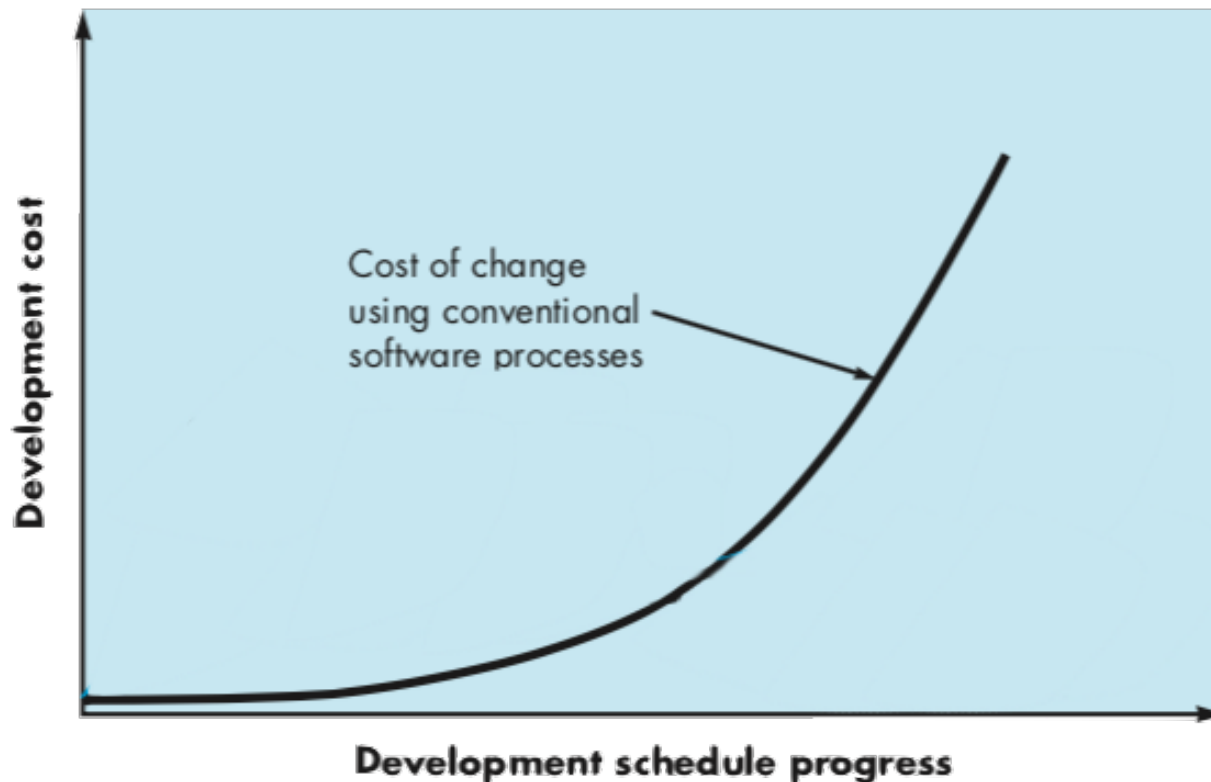 Development cost
Cost of change
using conventional
software processes
Development schedule progress